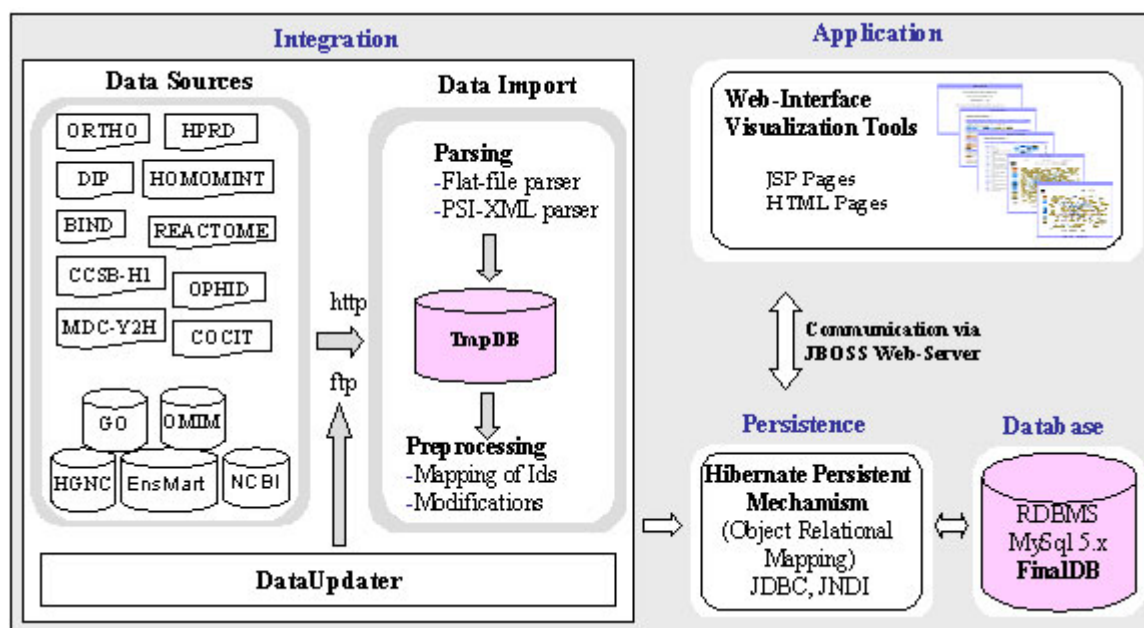 Integration
Data Sources
ORTHO
HPRD
DIP
HOMOMINT
BIND
REACTOME
CCSB-H1
OPHID
MDC-Y2H
COCIT
GO
OMIM
HGNC
EnsMart
NCBI
http
ftp
Data Import
Parsing
-Flat-file parser
-PSI-XML parser
TmpDB
Preprocessing
-Mapping of Ids
-Modifications
DataUpdater
Application
Web-Interface
Visualization Tools
JSP Pages
HTML Pages
Communication via
JBOSS Web-Server
Persistence
Hibernate Persistent
Mechamism
(Object Relational
Mapping)
JDBC, JNDI
Database
RDBMS
MySql 5.x
FinalDB